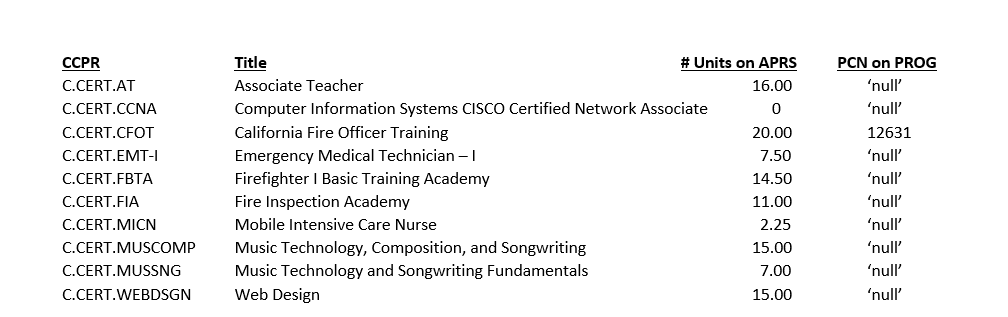 CCPR Title # Units on APRS PCN on PROG
C.CERT.AT Associate Teacher 16.00 ‘null’
C.CERT.CCNA Computer Information Systems CISCO Certified Network Associate 0 ‘null’
C.CERT.CFOT California Fire Officer Training 20.00 12631
C.CERT.EMT-I Emergency Medical Technician – I 7.50 ‘null’
C.CERT.FBTA Firefighter I Basic Training Academy 14.50 ‘null’
C.CERT.FIA Fire Inspection Academy 11.00 ‘null’
C.CERT.MICN Mobile Intensive Care Nurse 2.25 ‘null’
C.CERT.MUSCOMP Music Technology, Composition, and Songwriting 15.00 ‘null’
C.CERT.MUSSNG Music Technology and Songwriting Fundamentals 7.00 ‘null’
C.CERT.WEBDSGN Web Design 15.00 ‘null’